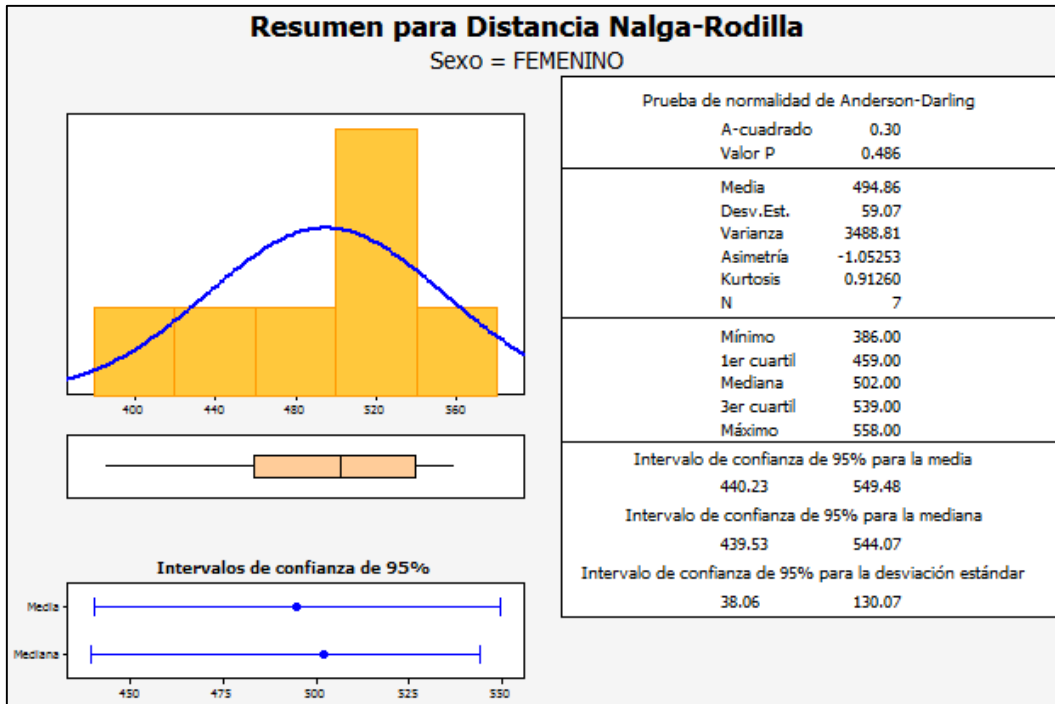 Resumen para Distancia Nalga-Rodilla
Sexo = FEMENINO
400 440 480 520 560
Intervalos de confianza de 95%
Media
Mediana
450 475 500 525 550
Prueba de normalidad de Anderson-Darling
A-cuadrado 0.30
Valor P 0.486
Media 494.86
Desv.Est. 59.07
Varianza 3488.81
Asimetría -1.05253
Kurtosis 0.91260
N 7
Mínimo 386.00
1er cuartil 459.00
Mediana 502.00
3er cuartil 539.00
Máximo 558.00
Intervalo de confianza de 95% para la media
440.23 549.48
Intervalo de confianza de 95% para la mediana
439.53 544.07
Intervalo de confianza de 95% para la desviación estándar
38.06 130.07